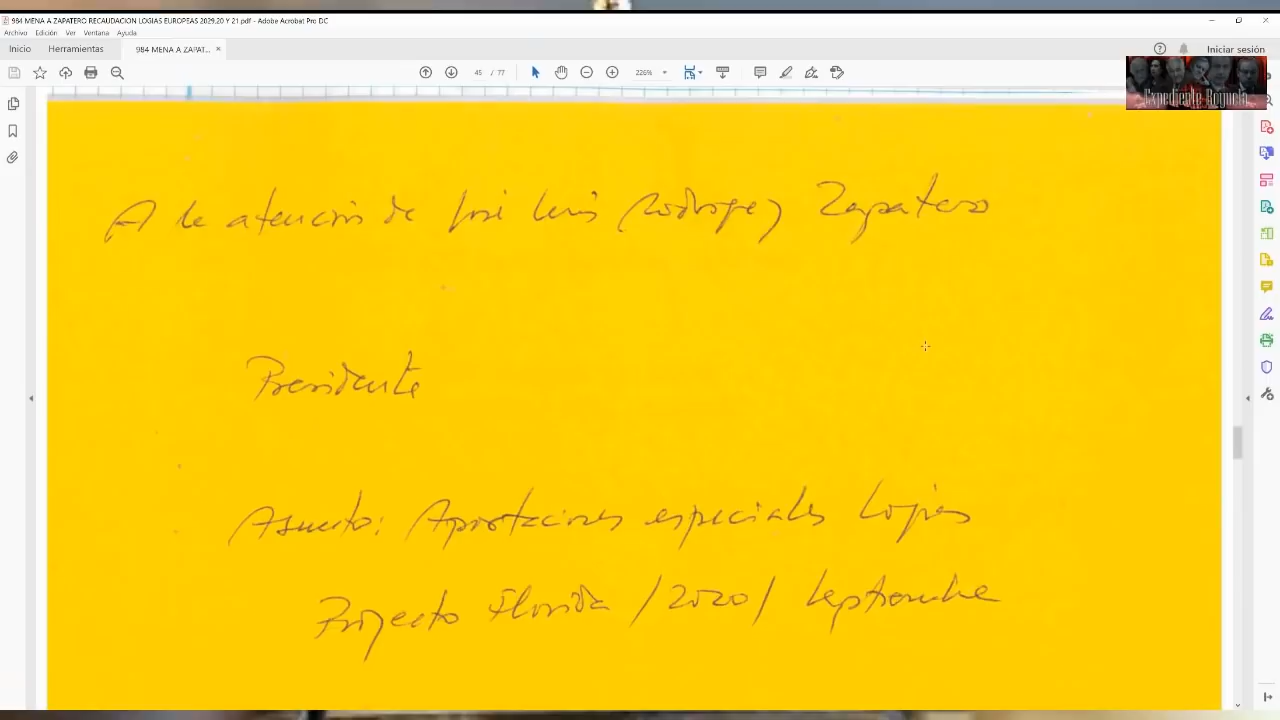 984 MENA A ZAPATERO RECAUDACION LOGIAS EUROPEAS 2029.20 Y 21.pdf - Adobe Acrobat Pro DC
Archivo Edición Ver Ventana Ayuda
Inicio Herramientas 984 MENA A ZAPAT... ×
Iniciar sesión
45 / 77 226%
Expediente Royuela
A la atención de José Luis Rodríguez Zapatero
Presidente
Asunto: Aportaciones especiales Logias
Proyecto Florida /2020/ Septiembre